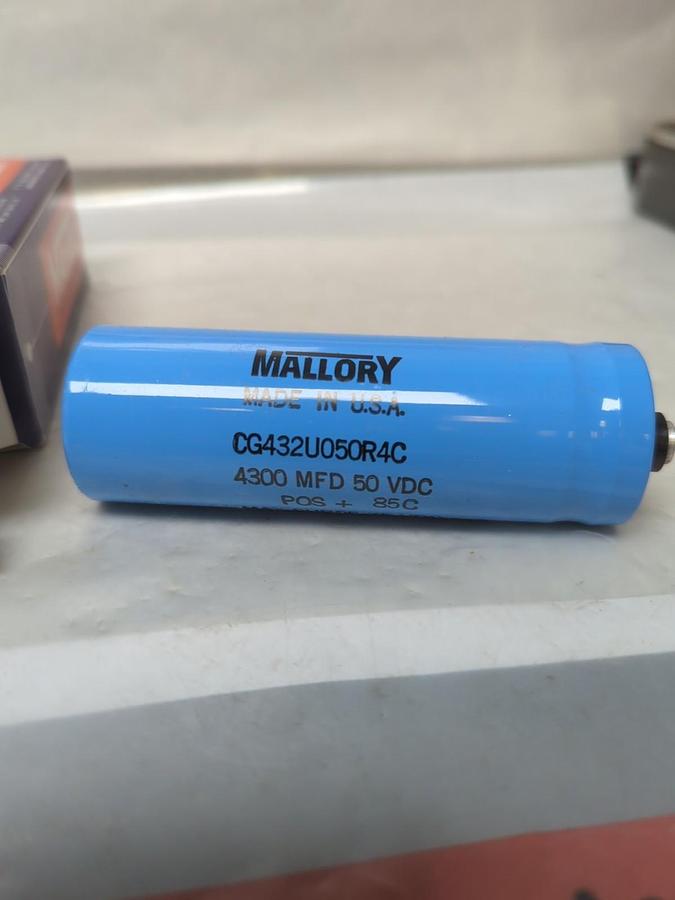 MALLORY
MADE IN U.S.A.
CG432U050R4C
4300 MFD 50 VDC
POS + 85C